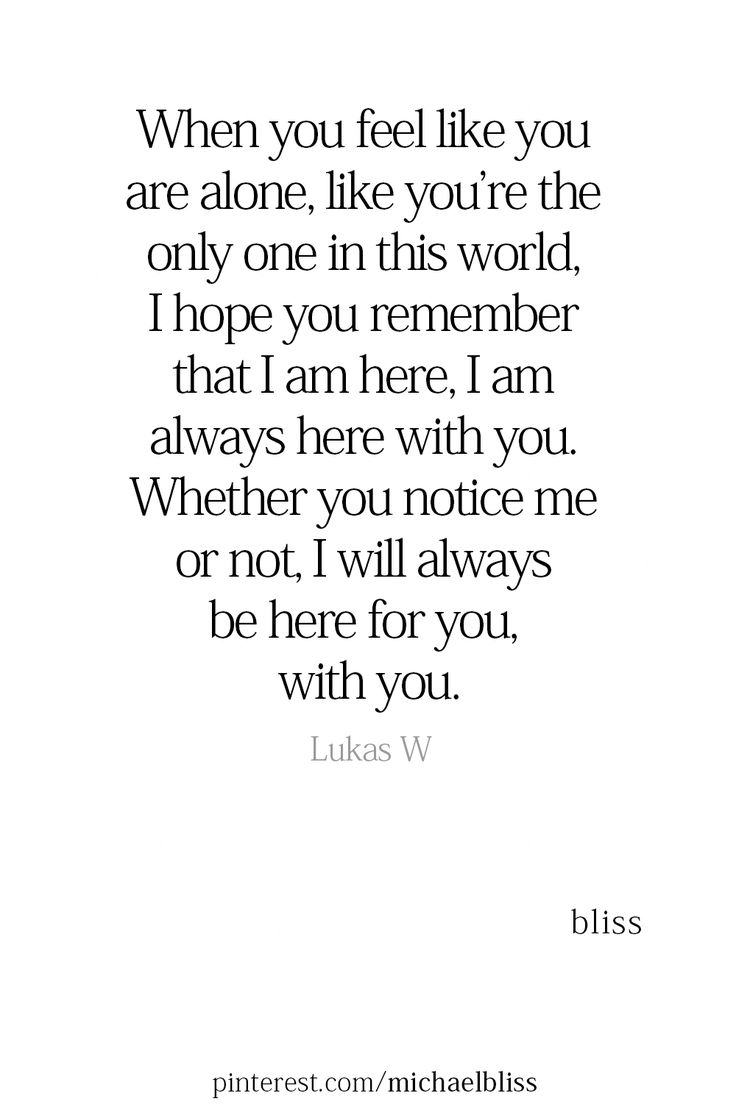 When you feel like you
are alone, like you’re the
only one in this world,
I hope you remember
that I am here, I am
always here with you.
Whether you notice me
or not, I will always
be here for you,
with you.
Lukas W
bliss
pinterest.com/michaelbliss